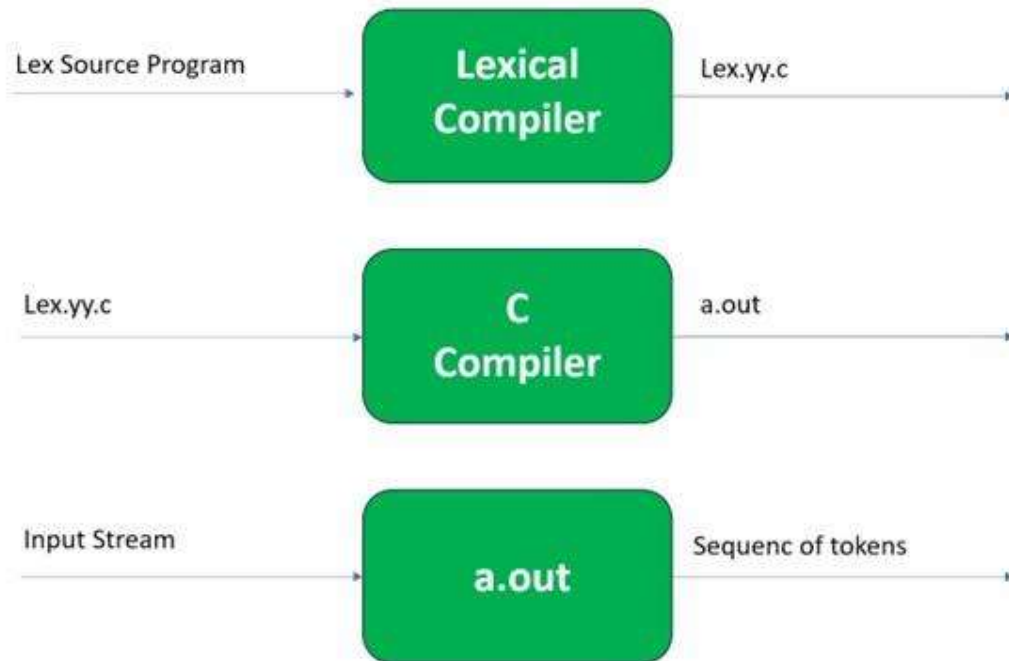 Lex Source Program
Lexical
Compiler
Lex.yy.c
Lex.yy.c
C
Compiler
a.out
Input Stream
a.out
Sequenc of tokens